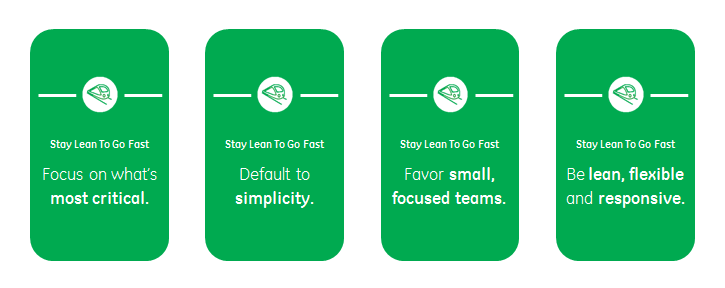 Stay Lean To Go Fast
Focus on what's
most critical.
Stay Lean To Go Fast
Default to
simplicity.
Stay Lean To Go Fast
Favor small,
focused teams.
Stay Lean To Go Fast
Be lean, flexible
and responsive.